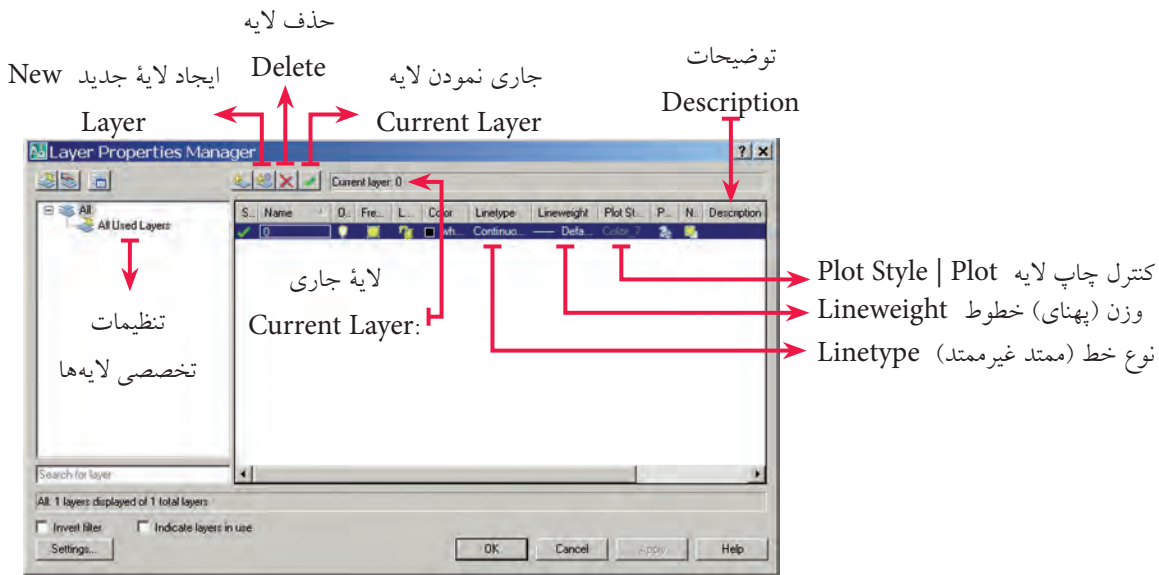 حذف لایه
Delete
ایجاد لایهٔ جدید New
Layer
جاری نمودن لایه
Current Layer
توضیحات
Description
Layer Properties Manager
Current layer: 0
All
All Used Layers
S... Name O.. Fre... L... Color Linetype Lineweight Plot St... P... N.. Description
0 wh... Continuo... Defa... Color_7
لایهٔ جاری
Current Layer:
تنظیمات
تخصصی لایه‌ها
کنترل چاپ لایه Plot Style | Plot
وزن (پهنای) خطوط Lineweight
نوع خط (ممتد غیرممتد) Linetype
Search for layer
All: 1 layers displayed of 1 total layers
Invert filter Indicate layers in use
Settings... OK Cancel Apply Help